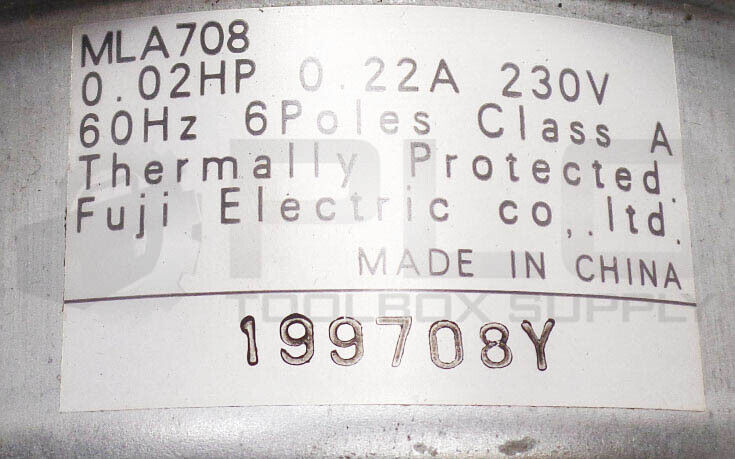 MLA708
0.02HP 0.22A 230V
60Hz 6Poles Class A
Thermally Protected.
Fuji Electric co,.ltd.
MADE IN CHINA
PLC
TOOLBOX SUPPLY
199708Y